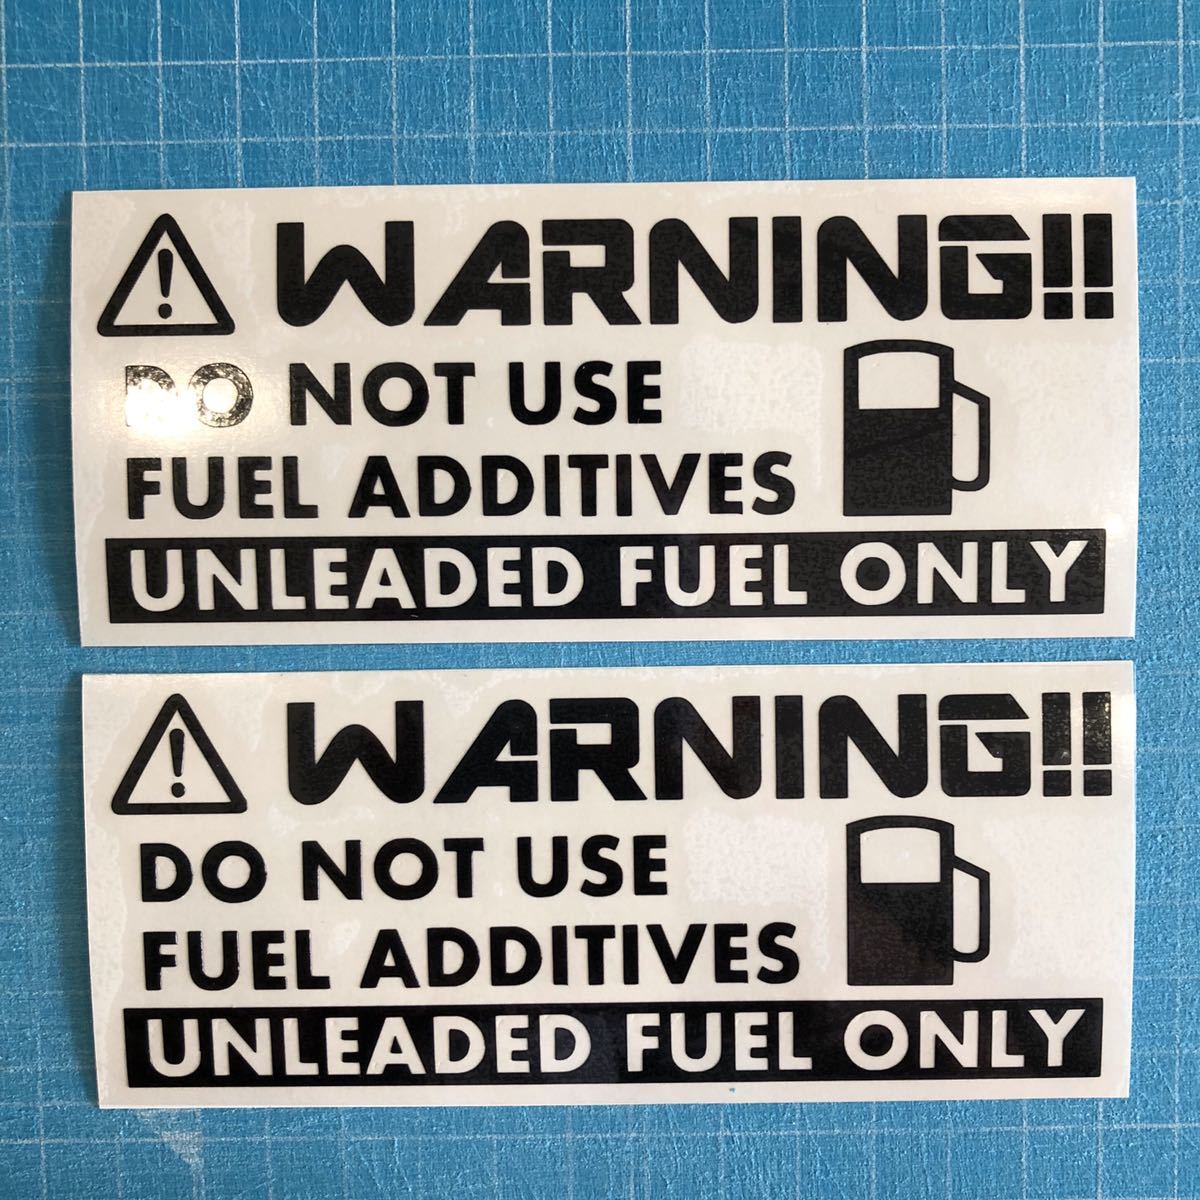 WARNING!!
DO NOT USE
FUEL ADDITIVES
UNLEADED FUEL ONLY
WARNING!!
DO NOT USE
FUEL ADDITIVES
UNLEADED FUEL ONLY